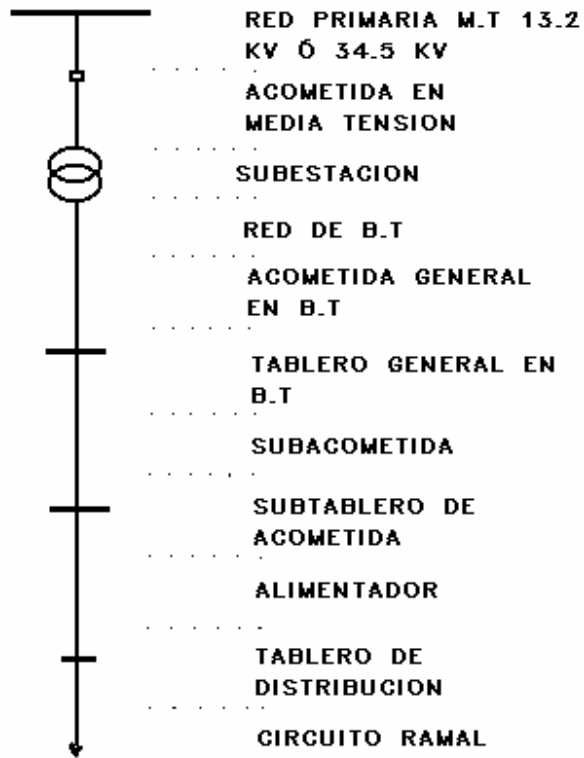 RED PRIMARIA M.T 13.2
KV Ó 34.5 KV
ACOMETIDA EN
MEDIA TENSION
SUBESTACION
RED DE B.T
ACOMETIDA GENERAL
EN B.T
TABLERO GENERAL EN
B.T
SUBACOMETIDA
SUBTABLERO DE
ACOMETIDA
ALIMENTADOR
TABLERO DE
DISTRIBUCION
CIRCUITO RAMAL